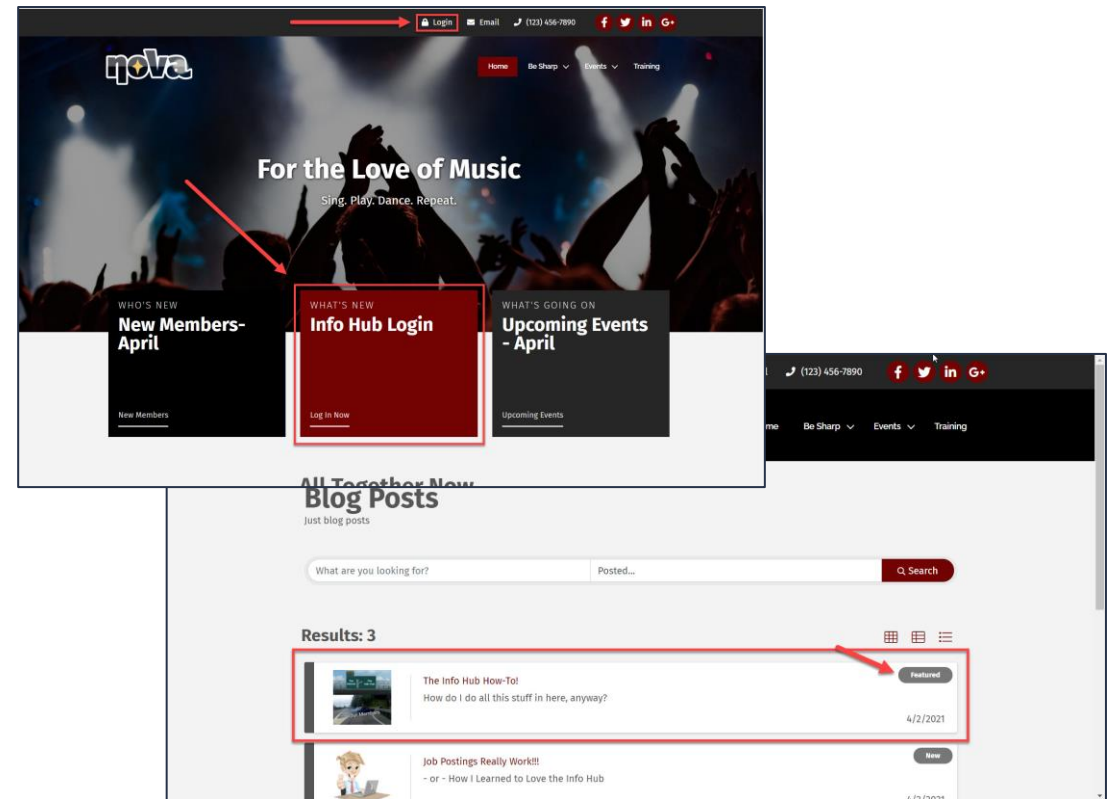 Login Email (123) 456-7890
nova
Home Be Sharp Events Training
For the Love of Music
Sing. Play. Dance. Repeat.
WHO'S NEW
New Members-
April
New Members
WHAT'S NEW
Info Hub Login
Log In Now
WHAT'S GOING ON
Upcoming Events
- April
Upcoming Events
(123) 456-7890
me Be Sharp Events Training
All Together Now
Blog Posts
Just blog posts
What are you looking for? Posted... Search
Results: 3
The Info Hub How-To!
Featured
How do I do all this stuff in here, anyway?
4/2/2021
Job Postings Really Work!!!
New
- or - How I Learned to Love the Info Hub